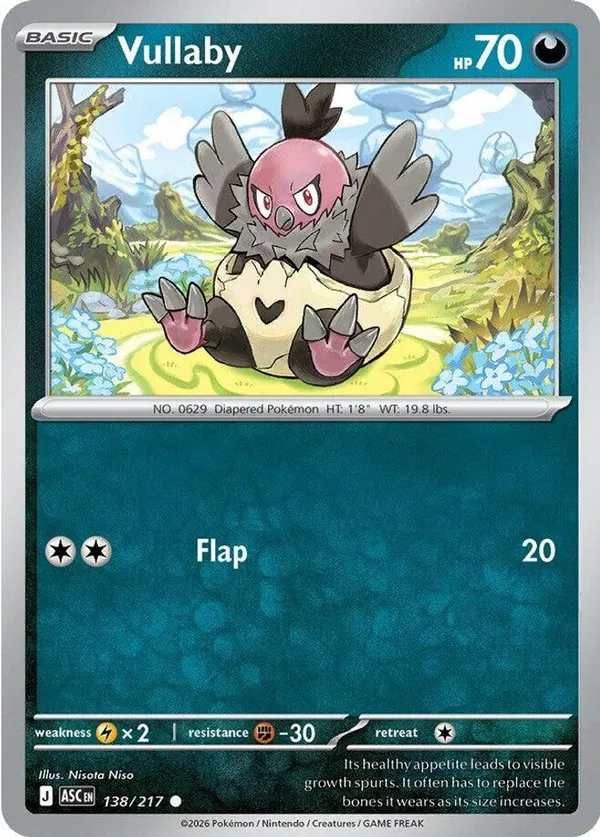 BASIC
Vullaby
HP 70
NO. 0629 Diapered Pokémon HT: 1'8" WT: 19.8 lbs.
Flap 20
weakness ×2 resistance -30 retreat
Illus. Nisota Niso
Its healthy appetite leads to visible
growth spurts. It often has to replace the
bones it wears as its size increases.
J ASC EN 138/217
©2026 Pokémon / Nintendo / Creatures / GAME FREAK